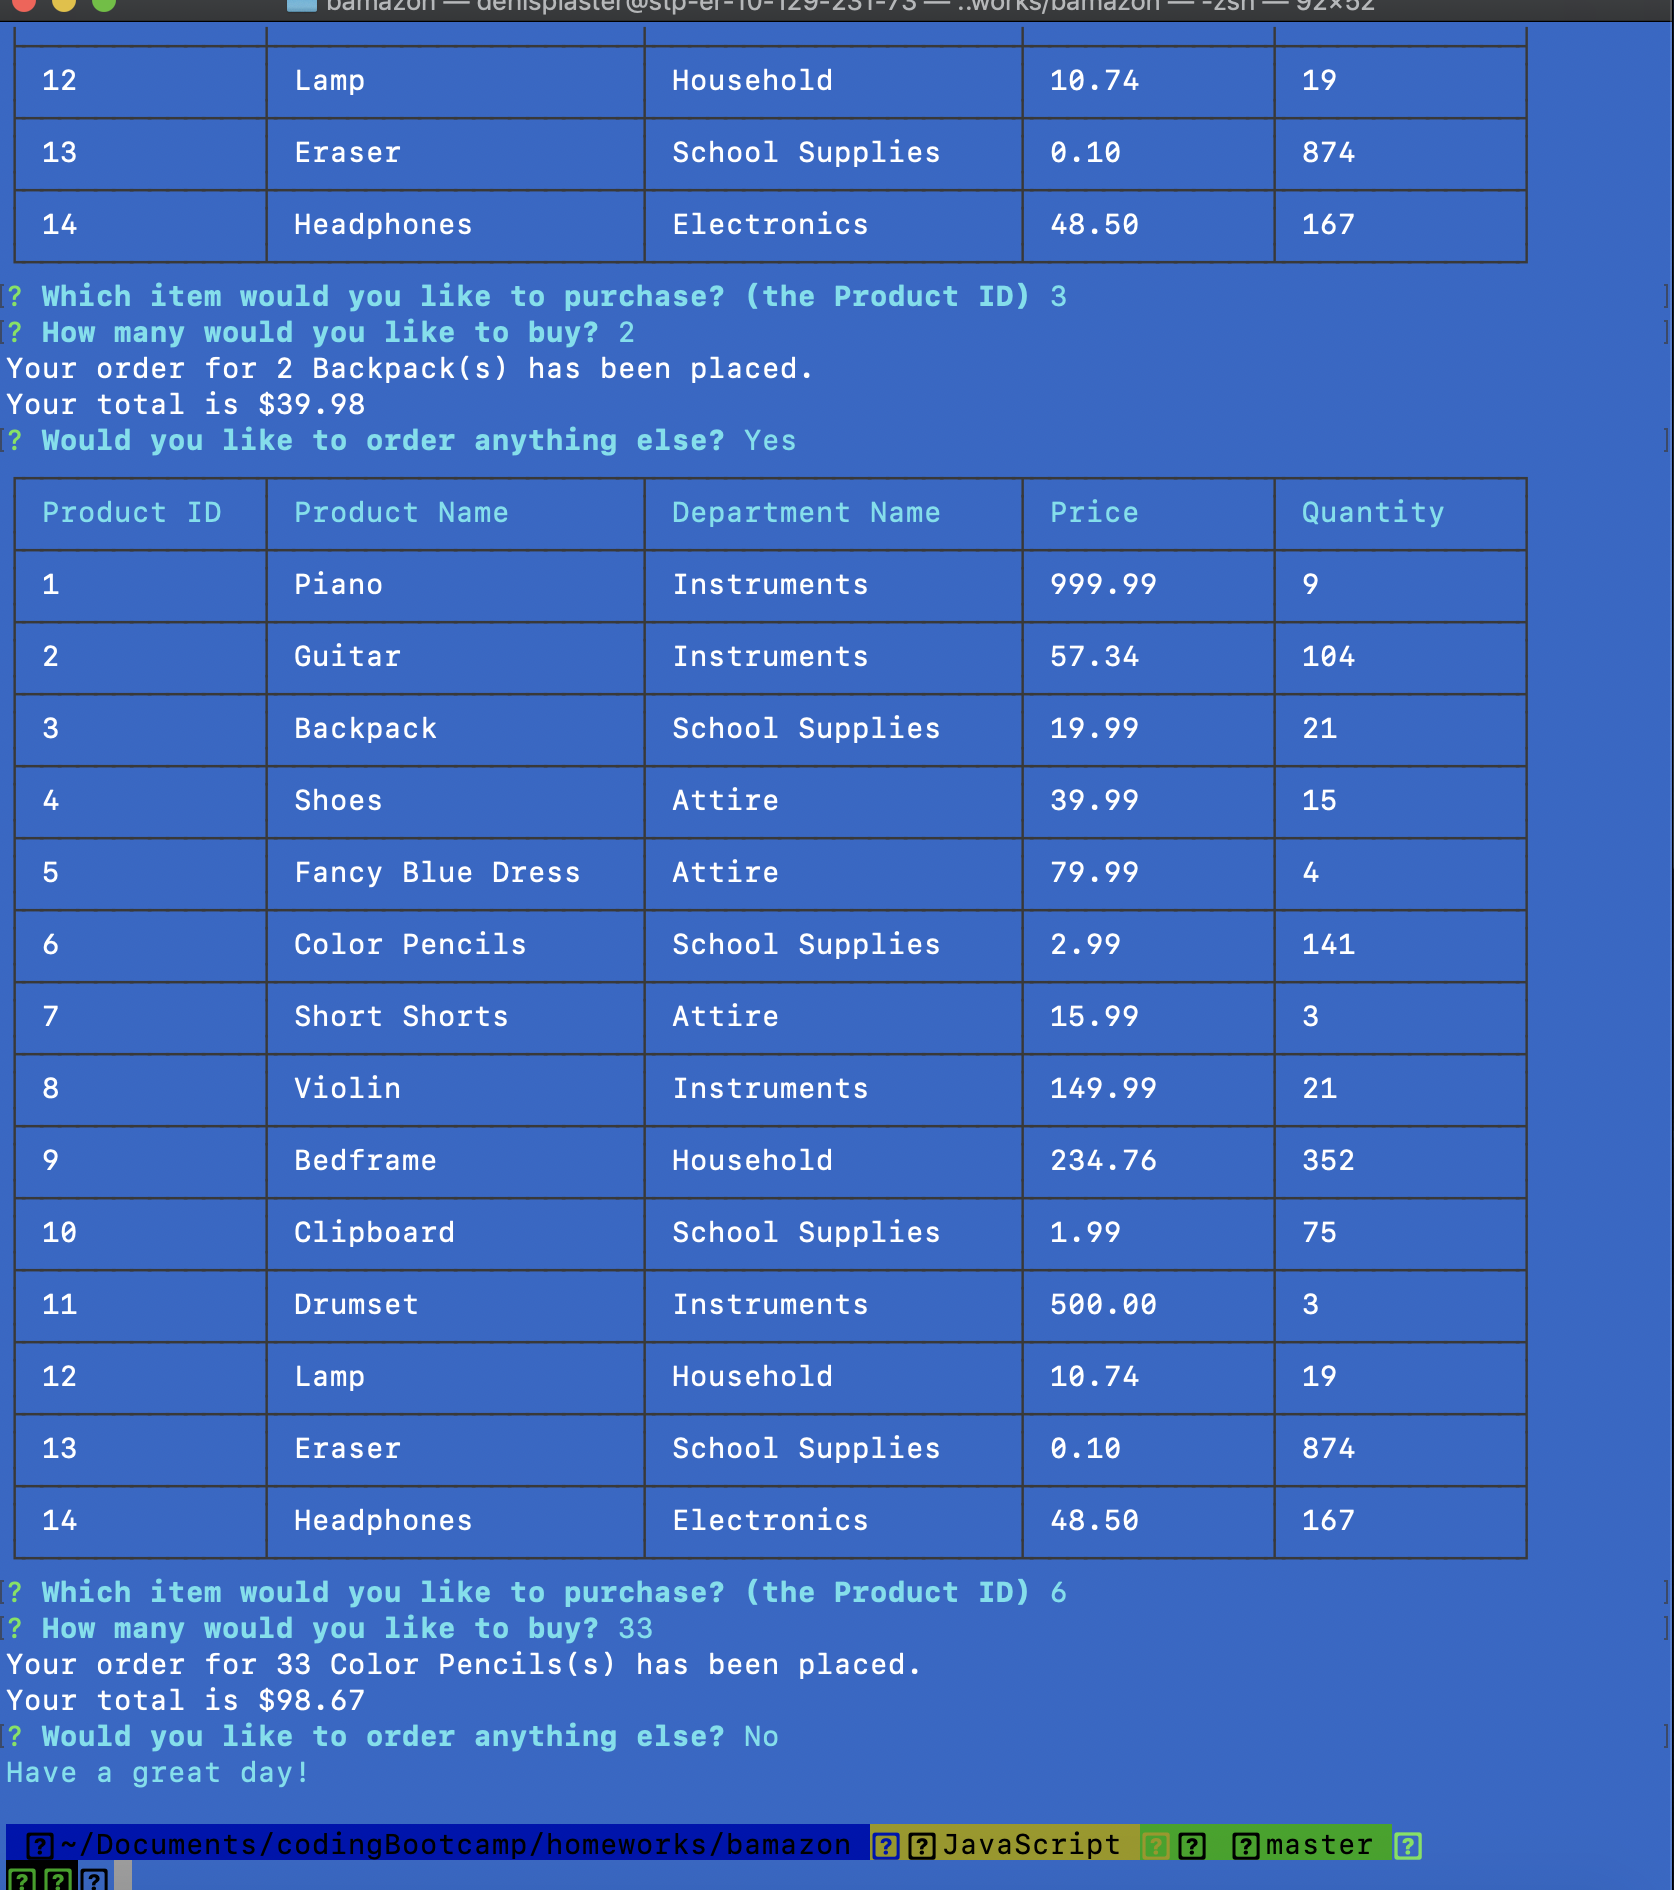 bamazon — denisplaster@stp-er-10-129-231-73 — ..works/bamazon — -zsh — 92×52
12 Lamp Household 10.74 19
13 Eraser School Supplies 0.10 874
14 Headphones Electronics 48.50 167
? Which item would you like to purchase? (the Product ID) 3
? How many would you like to buy? 2
Your order for 2 Backpack(s) has been placed.
Your total is $39.98
? Would you like to order anything else? Yes
Product ID Product Name Department Name Price Quantity
1 Piano Instruments 999.99 9
2 Guitar Instruments 57.34 104
3 Backpack School Supplies 19.99 21
4 Shoes Attire 39.99 15
5 Fancy Blue Dress Attire 79.99 4
6 Color Pencils School Supplies 2.99 141
7 Short Shorts Attire 15.99 3
8 Violin Instruments 149.99 21
9 Bedframe Household 234.76 352
10 Clipboard School Supplies 1.99 75
11 Drumset Instruments 500.00 3
12 Lamp Household 10.74 19
13 Eraser School Supplies 0.10 874
14 Headphones Electronics 48.50 167
? Which item would you like to purchase? (the Product ID) 6
? How many would you like to buy? 33
Your order for 33 Color Pencils(s) has been placed.
Your total is $98.67
? Would you like to order anything else? No
Have a great day!
? ~/Documents/codingBootcamp/homeworks/bamazon ? ? JavaScript ? ? ? master ?
? ? ?